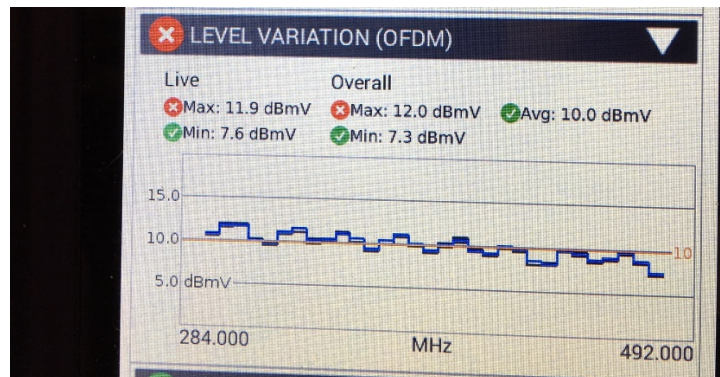 LEVEL VARIATION (OFDM)
Live Overall
Max: 11.9 dBmV Max: 12.0 dBmV Avg: 10.0 dBmV
Min: 7.6 dBmV Min: 7.3 dBmV
15.0
10.0
10
5.0 dBmV
284.000 MHz 492.000